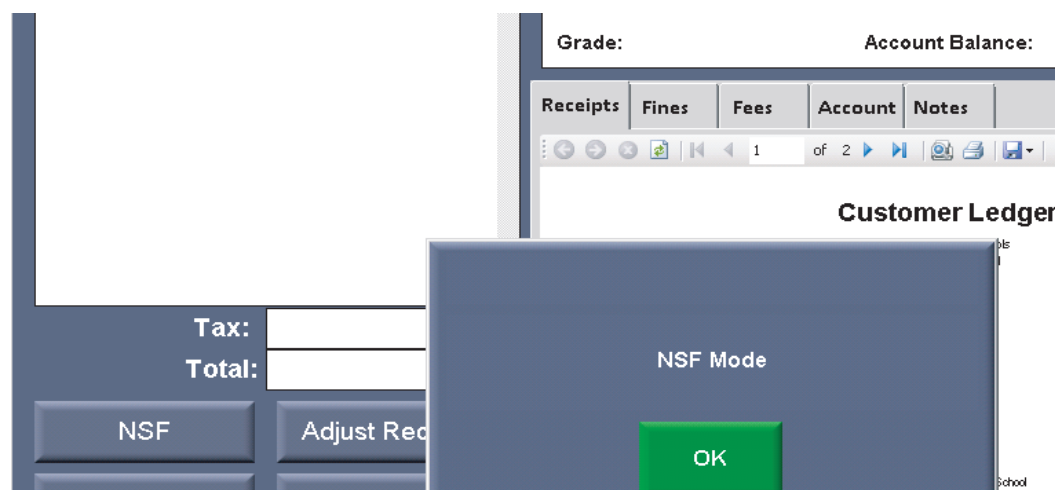 Grade: Account Balance:
Receipts Fines Fees Account Notes
1 of 2
Customer Ledger
Tax:
Total:
NSF Mode
NSF Adjust Rec
OK
School